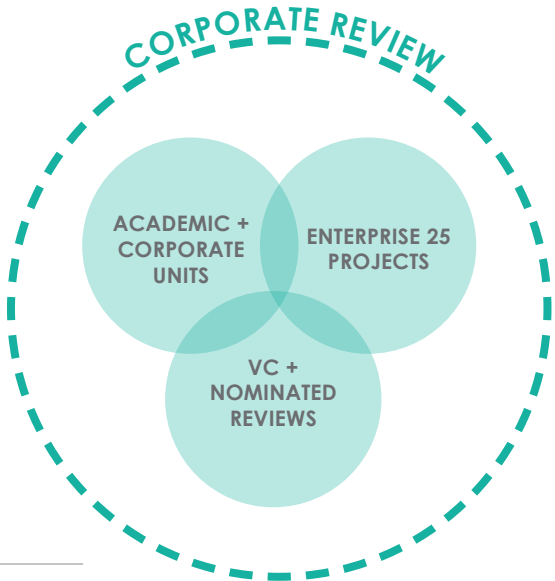 CORPORATE REVIEW
ACADEMIC +
CORPORATE
UNITS
ENTERPRISE 25
PROJECTS
VC +
NOMINATED
REVIEWS